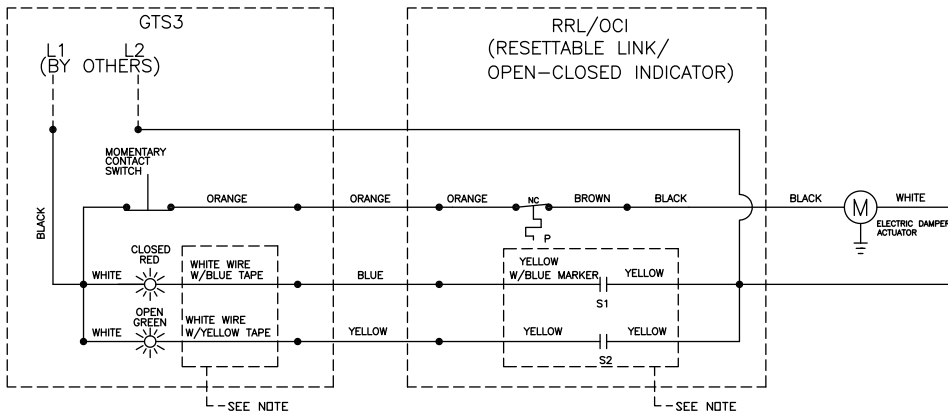 GTS3
L1 L2
(BY OTHERS)
RRL/OCI
(RESETTABLE LINK/
OPEN-CLOSED INDICATOR)
MOMENTARY
CONTACT
SWITCH
BLACK
ORANGE ORANGE ORANGE NC BROWN BLACK BLACK M WHITE
P
ELECTRIC DAMPER
ACTUATOR
CLOSED
RED
WHITE
WHITE WIRE
W/BLUE TAPE
BLUE
YELLOW
W/BLUE MARKER
YELLOW
S1
OPEN
GREEN
WHITE
WHITE WIRE
W/YELLOW TAPE
YELLOW YELLOW YELLOW
S2
SEE NOTE SEE NOTE